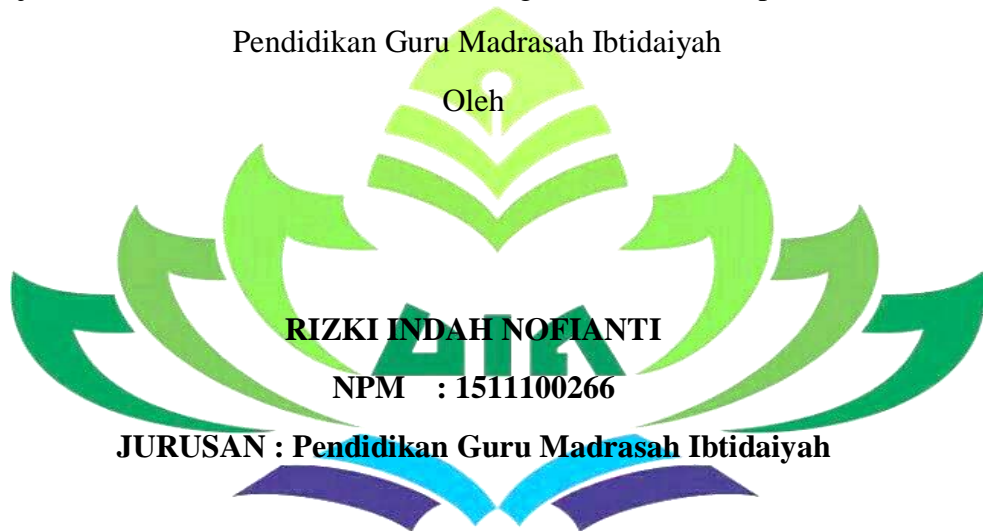 Pendidikan Guru Madrasah Ibtidaiyah
Oleh
RIZKI INDAH NOFIANTI
NPM : 1511100266
JURUSAN : Pendidikan Guru Madrasah Ibtidaiyah